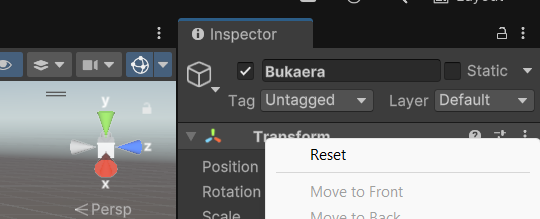 Layout
Inspector
Bukaera
Static
Tag
Untagged
Layer
Default
Transform
Reset
Position
Rotation
Move to Front
Scale
Move to Back
y
z
x
Persp